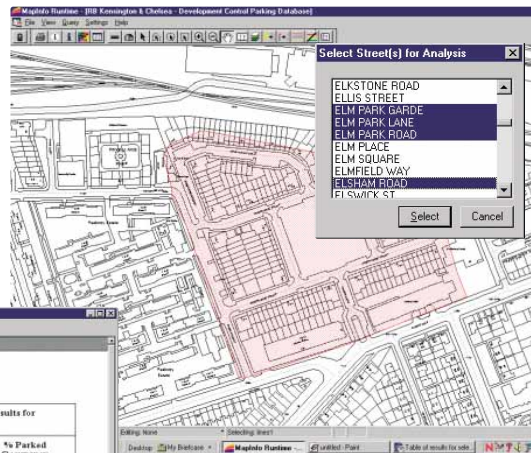 MapInfo Runtime - [RB Kensington & Chelsea - Development Control Parking Database]
File View Query Settings Help
Select Street(s) for Analysis
ELKSTONE ROAD
ELLIS STREET
ELM PARK GARDE
ELM PARK LANE
ELM PARK ROAD
ELM PLACE
ELM SQUARE
ELMFIELD WAY
ELSHAM ROAD
ELSWICK ST
Select Cancel
sults for
% Parked
Editing: None Selecting: lines1
Desktop My Briefcase MapInfo Runtime - ... untitled - Paint Table of results for sele...